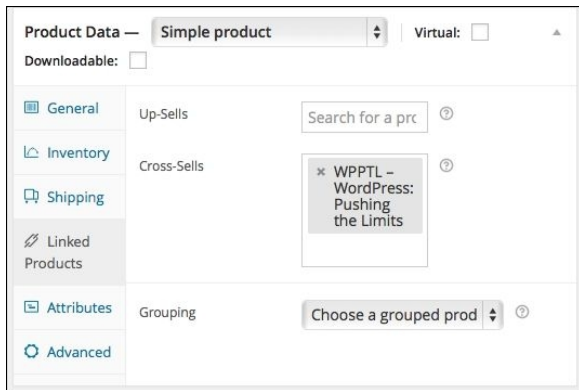 Product Data — Simple product Virtual:
Downloadable:
General
Inventory
Shipping
Linked
Products
Attributes
Advanced
Up-Sells
Search for a prc
Cross-Sells
× WPPTL –
WordPress:
Pushing
the Limits
Grouping
Choose a grouped prod